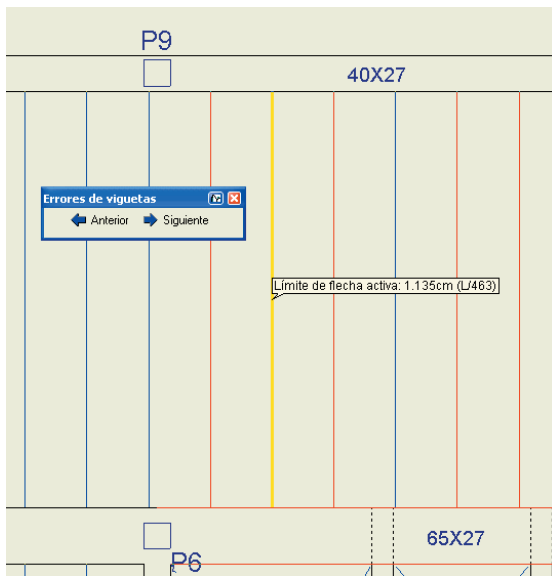 P9
40X27
Errores de viguetas
Anterior Siguiente
Límite de flecha activa: 1.135cm (L/463)
65X27
P6